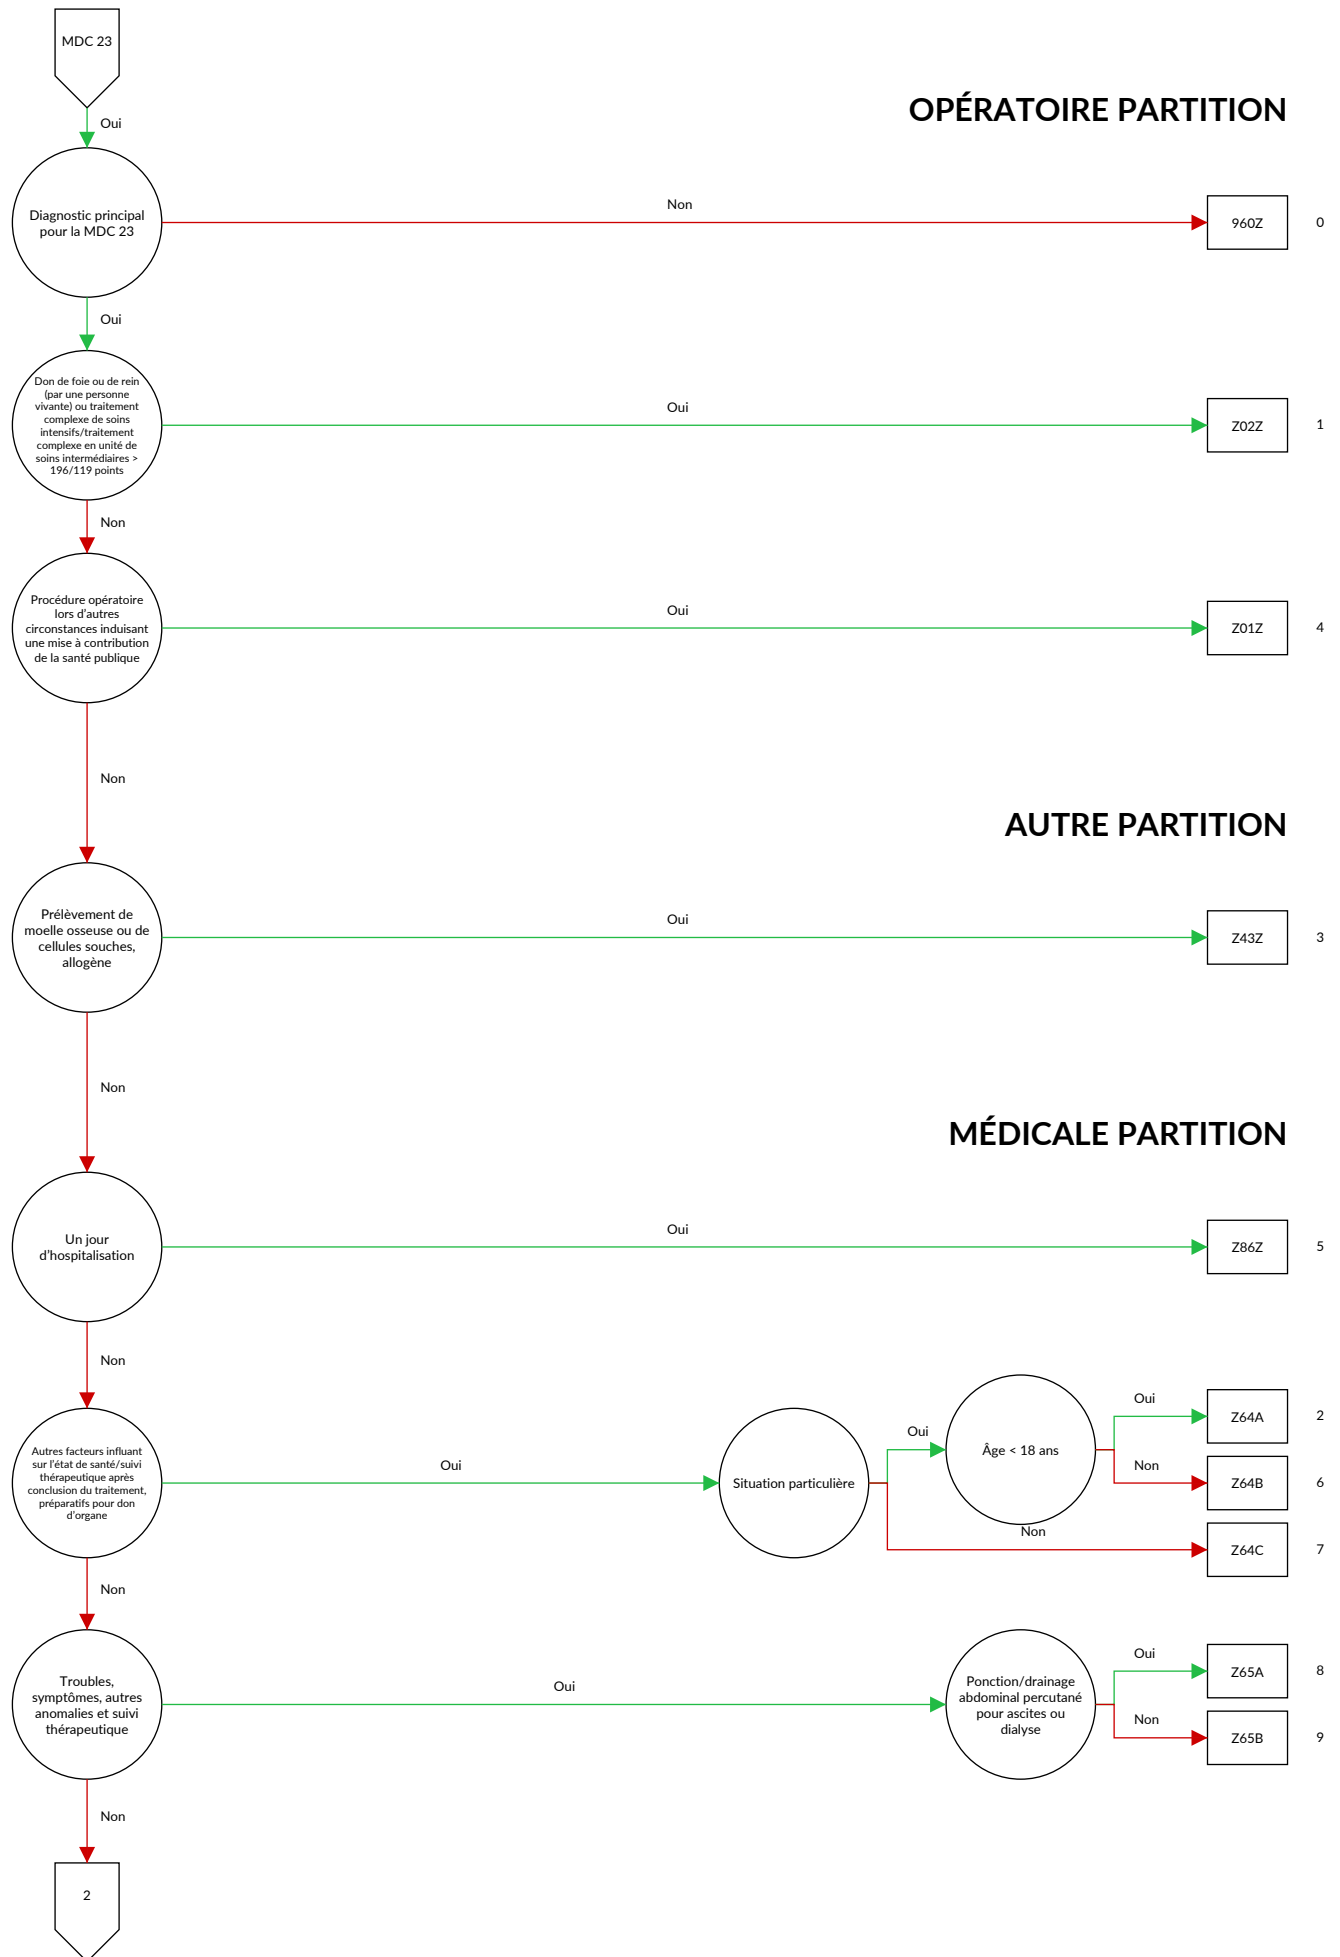 MDC 23
OPÉRATOIRE PARTITION
Oui
Diagnostic principal
pour la MDC 23
Non
960Z
0
Oui
Don de foie ou de rein
(par une personne
vivante) ou traitement
complexe de soins
intensifs/traitement
complexe en unité de
soins intermédiaires >
196/119 points
Oui
Z02Z
1
Non
Procédure opératoire
lors d'autres
circonstances induisant
une mise à contribution
de la santé publique
Oui
Z01Z
4
Non
AUTRE PARTITION
Prélèvement de
moelle osseuse ou de
cellules souches,
allogène
Oui
Z43Z
3
Non
MÉDICALE PARTITION
Un jour
d'hospitalisation
Oui
Z86Z
5
Non
Autres facteurs influant
sur l'état de santé/suivi
thérapeutique après
conclusion du traitement,
préparatifs pour don
d'organe
Oui
Situation particulière
Oui
Âge < 18 ans
Oui
Z64A
2
Non
Z64B
6
Non
Z64C
7
Non
Troubles,
symptômes, autres
anomalies et suivi
thérapeutique
Oui
Ponction/drainage
abdominal percutané
pour ascites ou
dialyse
Oui
Z65A
8
Non
Z65B
9
Non
2